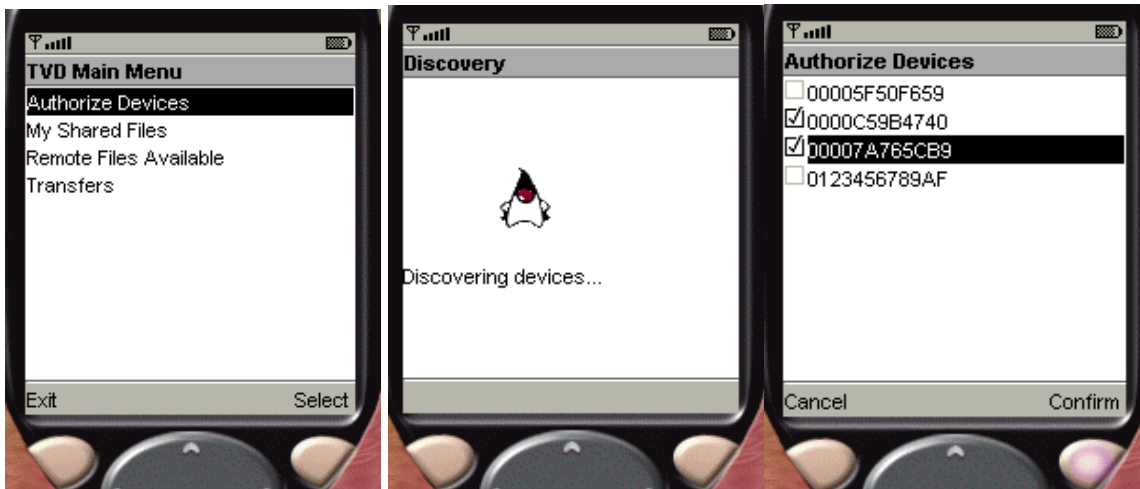 TVD Main Menu
Authorize Devices
My Shared Files
Remote Files Available
Transfers
Exit
Select
Discovery
Discovering devices...
Authorize Devices
00005F50F659
0000C59B4740
00007A765CB9
0123456789AF
Cancel
Confirm